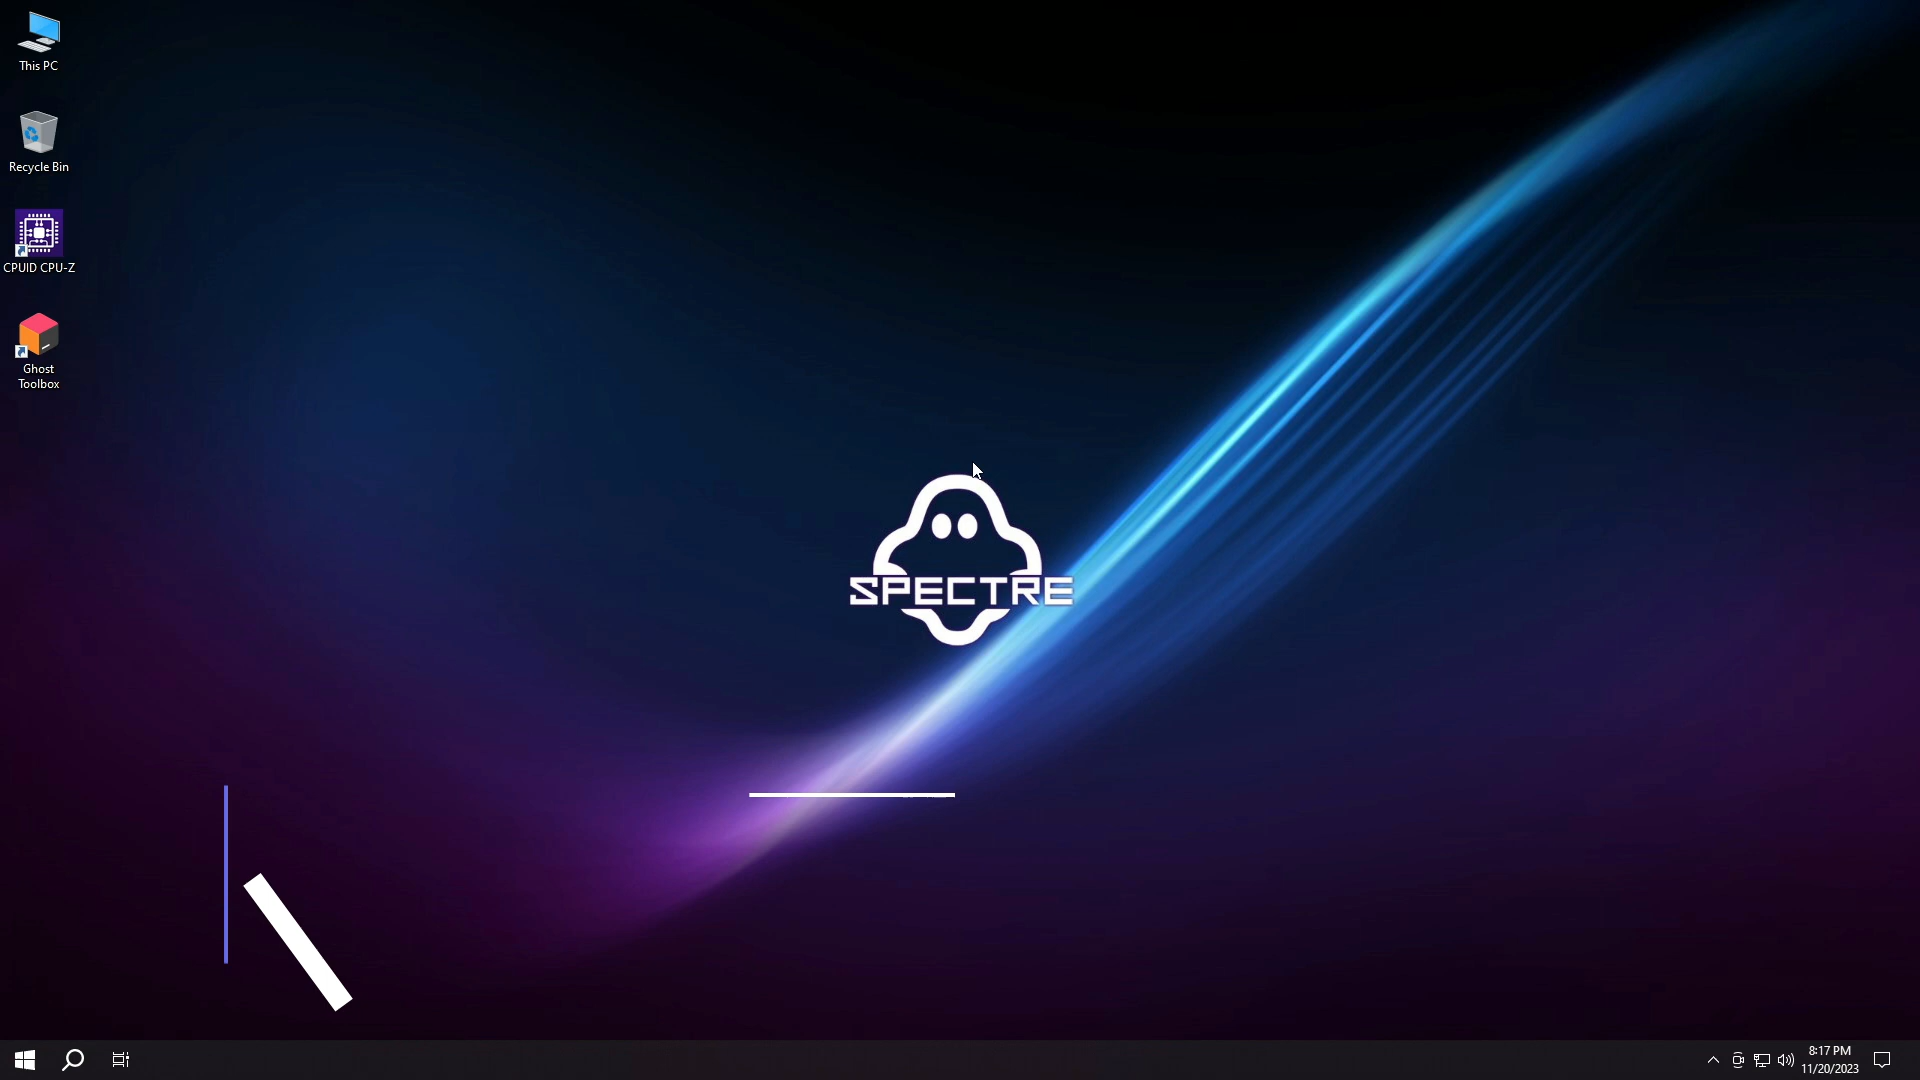 This PC
Recycle Bin
CPUID CPU-Z
Ghost
Toolbox
SPECTRE
8:17 PM
11/20/2023